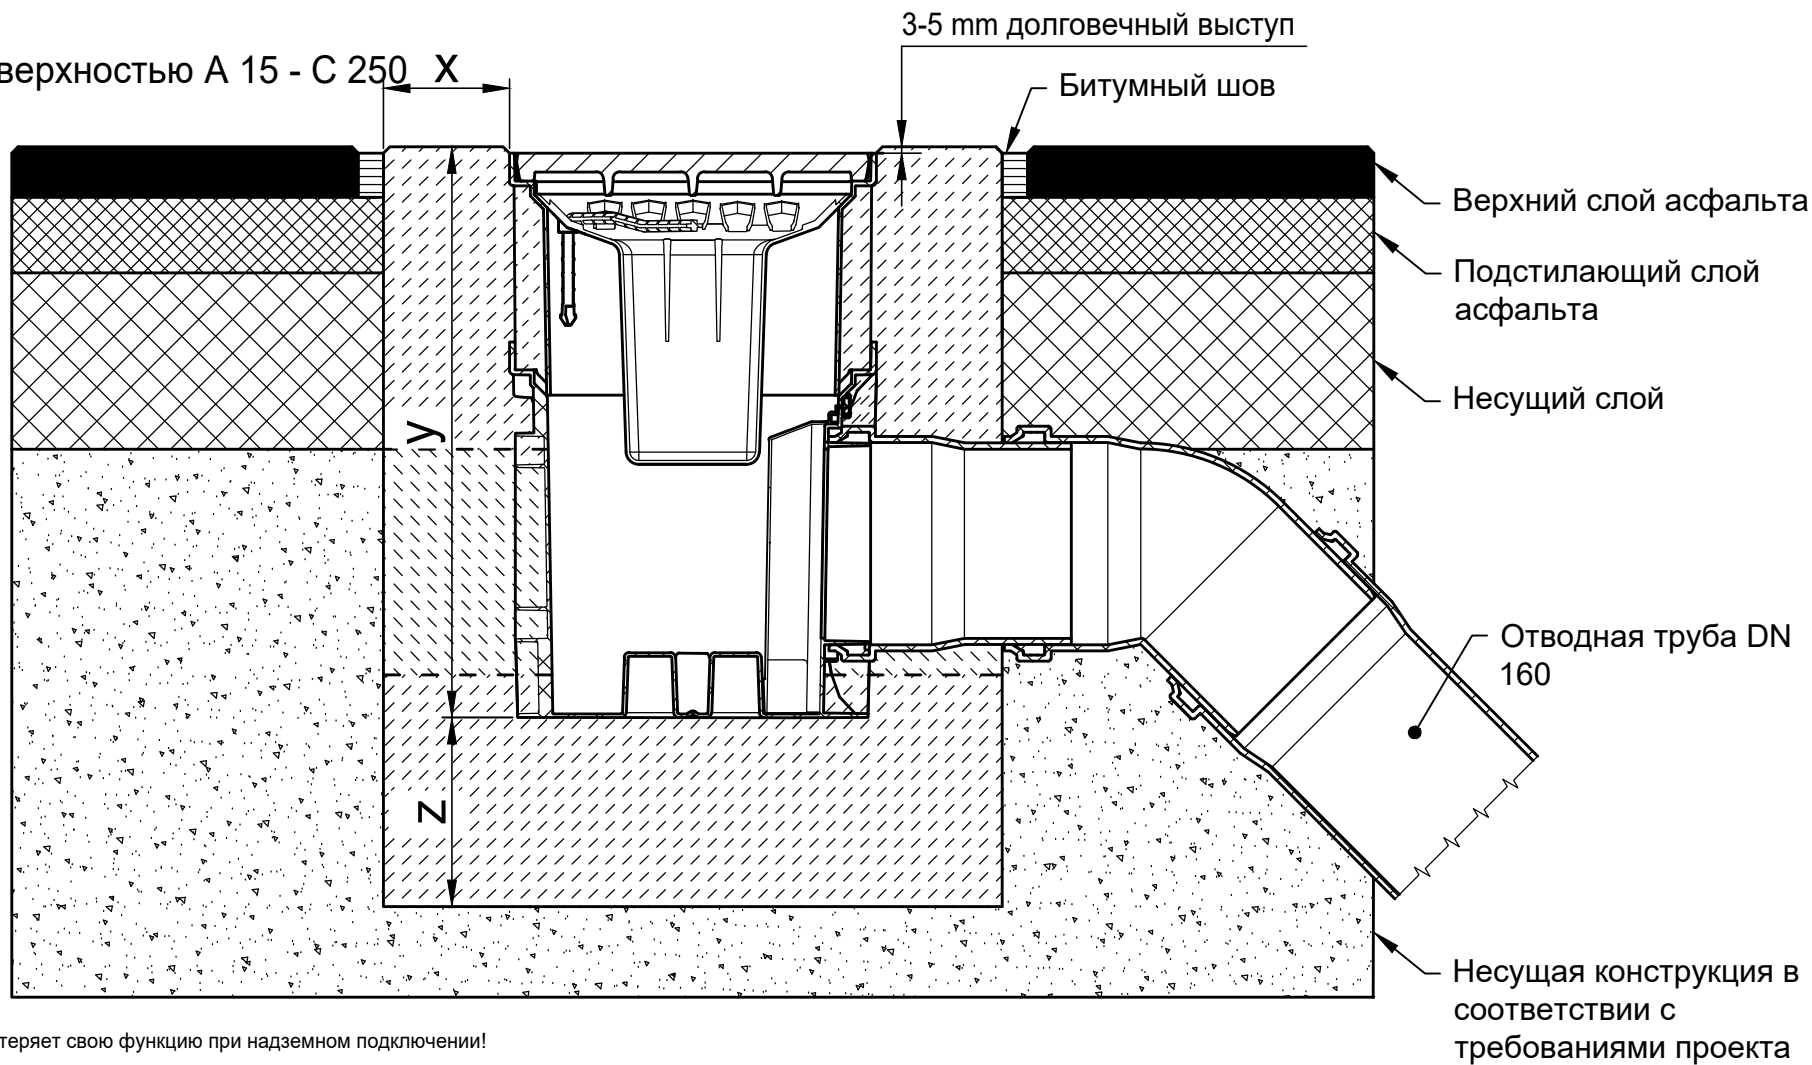 3-5 mm долговечный выступ
верхностью A 15 - C 250
X
Битумный шов
Верхний слой асфальта
Подстилающий слой
асфальта
Несущий слой
y
Отводная труба DN
160
z
Несущая конструкция в
соответствии с
требованиями проекта
теряет свою функцию при надземном подключении!